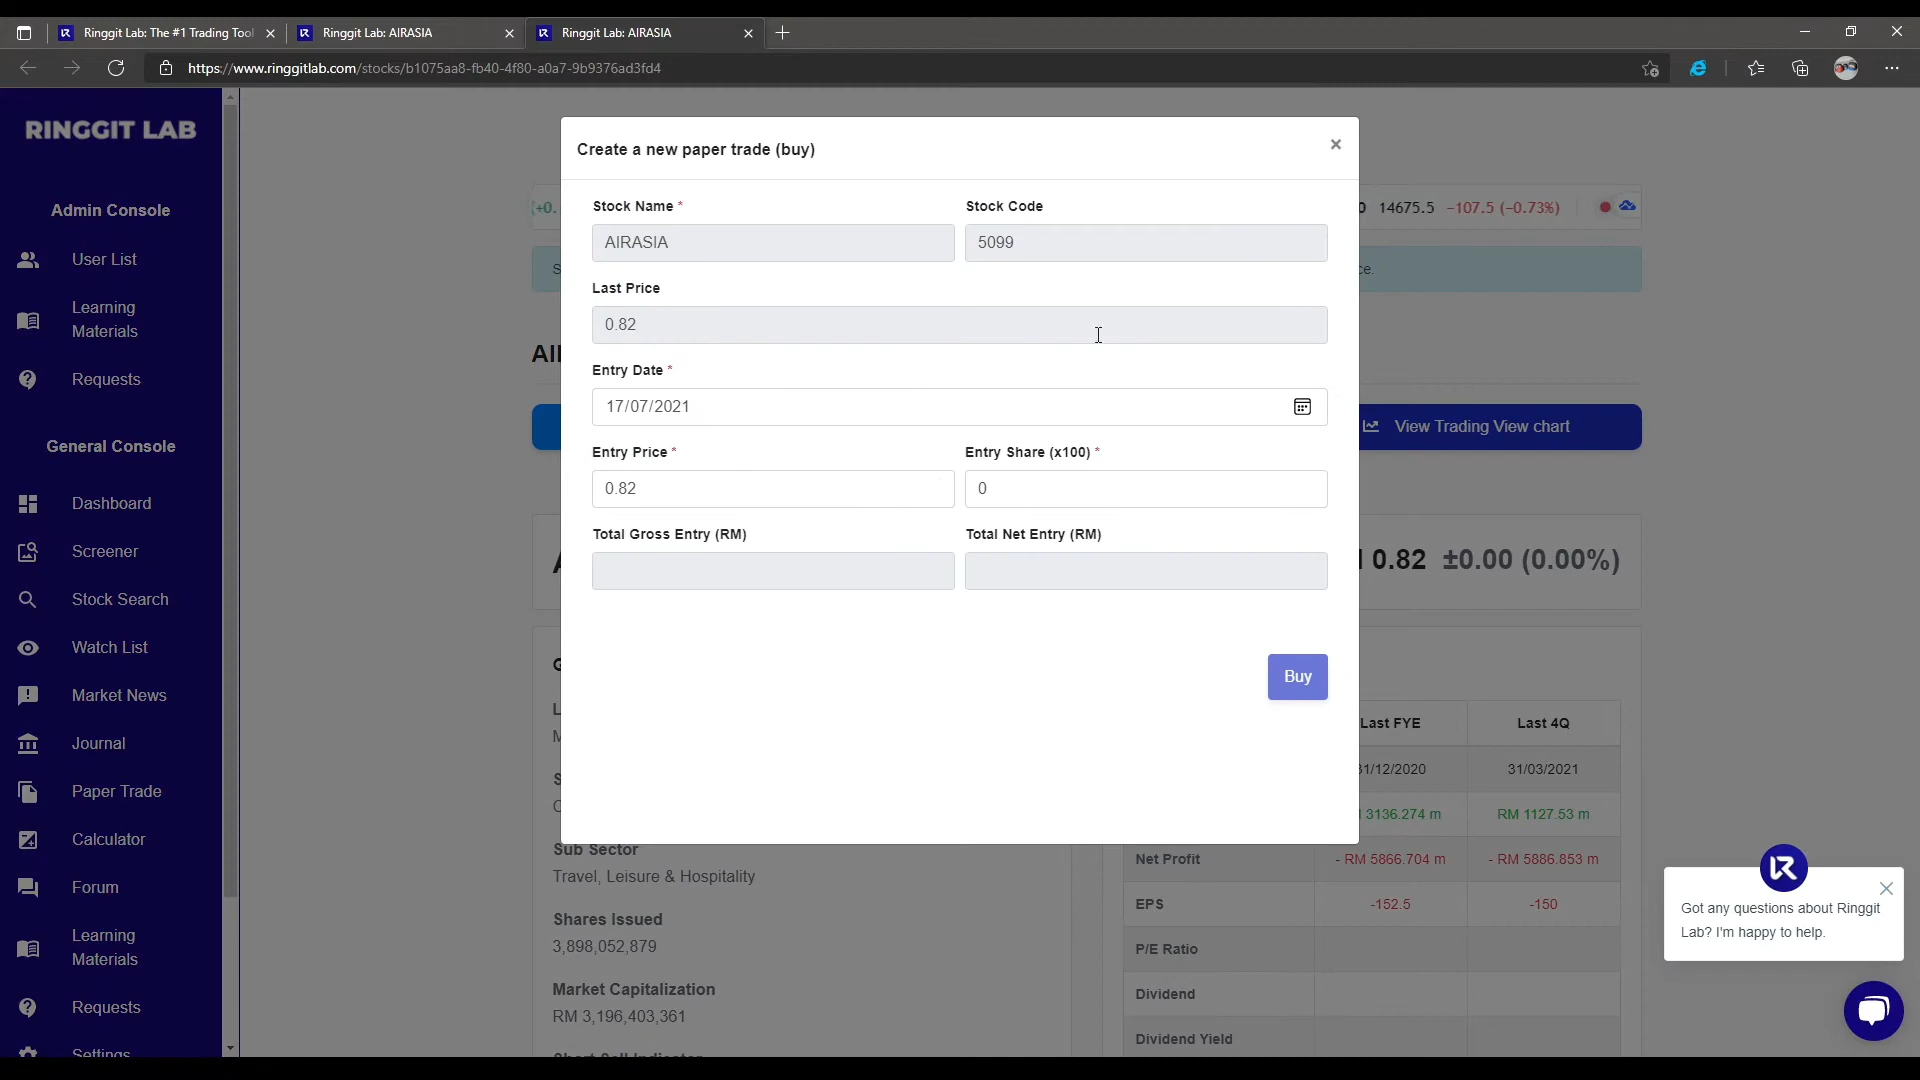 Ringgit Lab: The #1 Trading Tool
Ringgit Lab: AIRASIA
Ringgit Lab: AIRASIA
https://www.ringgitlab.com/stocks/b1075aa8-fb40-4f80-a0a7-9b9376ad3fd4
RINGGIT LAB
Admin Console
User List
Learning
Materials
Requests
General Console
Dashboard
Screener
Stock Search
Watch List
Market News
Journal
Paper Trade
Calculator
Forum
Learning
Materials
Requests
Settings
Create a new paper trade (buy)
Stock Name *
Stock Code
AIRASIA
5099
Last Price
0.82
Entry Date *
17/07/2021
Entry Price *
Entry Share (x100) *
0.82
0
Total Gross Entry (RM)
Total Net Entry (RM)
Buy
(+0.
0 14675.5 −107.5 (−0.73%)
S
ce.
AI
View Trading View chart
0.82 ±0.00 (0.00%)
Sub Sector
Travel, Leisure & Hospitality
Shares Issued
3,898,052,879
Market Capitalization
RM 3,196,403,361
Last FYE
Last 4Q
31/12/2020
31/03/2021
3136.274 m
RM 1127.53 m
Net Profit
- RM 5866.704 m
- RM 5886.853 m
EPS
-152.5
-150
P/E Ratio
Dividend
Dividend Yield
Got any questions about Ringgit
Lab? I'm happy to help.